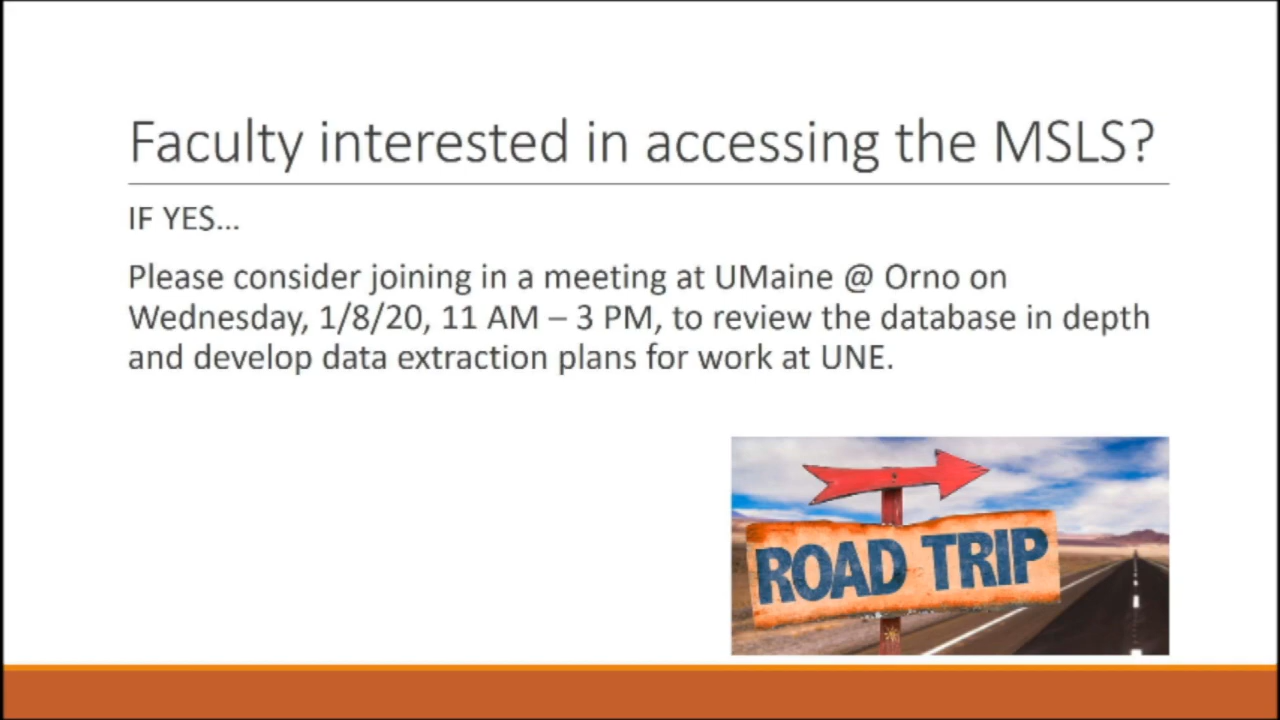 Faculty interested in accessing the MSLS?
IF YES...
Please consider joining in a meeting at UMaine @ Orno on
Wednesday, 1/8/20, 11 AM – 3 PM, to review the database in depth
and develop data extraction plans for work at UNE.
ROAD TRIP